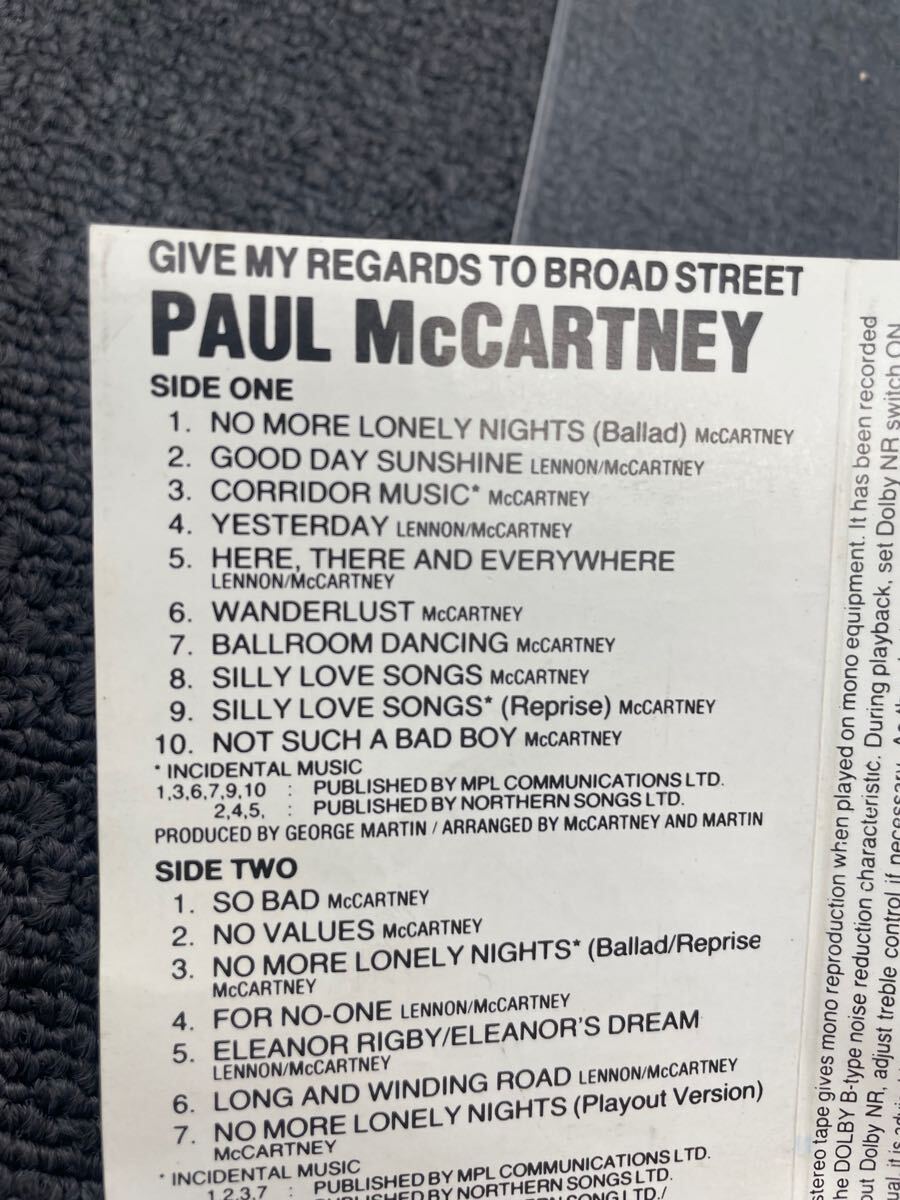 GIVE MY REGARDS TO BROAD STREET
PAUL McCARTNEY
SIDE ONE
1. NO MORE LONELY NIGHTS (Ballad) McCARTNEY
2. GOOD DAY SUNSHINE LENNON/McCARTNEY
3. CORRIDOR MUSIC* McCARTNEY
4. YESTERDAY LENNON/McCARTNEY
5. HERE, THERE AND EVERYWHERE
LENNON/McCARTNEY
6. WANDERLUST McCARTNEY
7. BALLROOM DANCING McCARTNEY
8. SILLY LOVE SONGS McCARTNEY
9. SILLY LOVE SONGS* (Reprise) McCARTNEY
10. NOT SUCH A BAD BOY McCARTNEY
* INCIDENTAL MUSIC
1,3,6,7,9,10 : PUBLISHED BY MPL COMMUNICATIONS LTD.
2,4,5, : PUBLISHED BY NORTHERN SONGS LTD.
PRODUCED BY GEORGE MARTIN / ARRANGED BY McCARTNEY AND MARTIN
SIDE TWO
1. SO BAD McCARTNEY
2. NO VALUES McCARTNEY
3. NO MORE LONELY NIGHTS* (Ballad/Reprise
McCARTNEY
4. FOR NO-ONE LENNON/McCARTNEY
5. ELEANOR RIGBY/ELEANOR'S DREAM
LENNON/McCARTNEY
6. LONG AND WINDING ROAD LENNON/McCARTNEY
7. NO MORE LONELY NIGHTS (Playout Version)
McCARTNEY
* INCIDENTAL MUSIC
1,2,3,7 : PUBLISHED BY MPL COMMUNICATIONS LTD.
BY NORTHERN SONGS LTD.
stereo tape gives mono reproduction when played on mono equipment. It has been recorded
DOLBY B-type noise reduction characteristic. During playback, set Dolby NR switch ON
Dolby NR, adjust treble control if necessary.